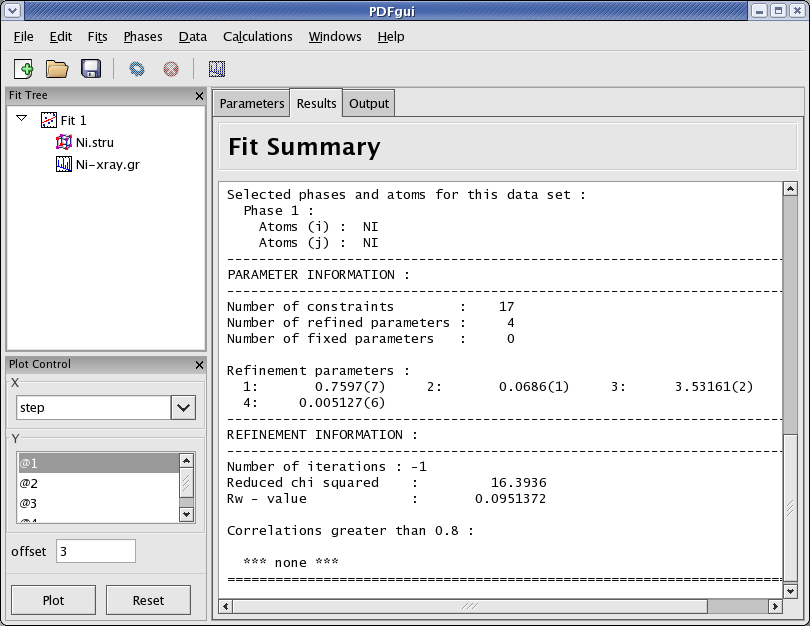 PDFgui
File Edit Fits Phases Data Calculations Windows Help
Fit Tree
Fit 1
Ni.stru
Ni-xray.gr
Plot Control
X
step
Y
@1
@2
@3
@4
offset 3
Plot Reset
Parameters Results Output
Fit Summary
Selected phases and atoms for this data set :
Phase 1 :
Atoms (i) : NI
Atoms (j) : NI
------------------------------------------------------------------------
PARAMETER INFORMATION :
------------------------------------------------------------------------
Number of constraints : 17
Number of refined parameters : 4
Number of fixed parameters : 0
Refinement parameters :
1: 0.7597(7) 2: 0.0686(1) 3: 3.53161(2)
4: 0.005127(6)
------------------------------------------------------------------------
REFINEMENT INFORMATION :
------------------------------------------------------------------------
Number of iterations : -1
Reduced chi squared : 16.3936
Rw - value : 0.0951372
Correlations greater than 0.8 :
*** none ***
========================================================================